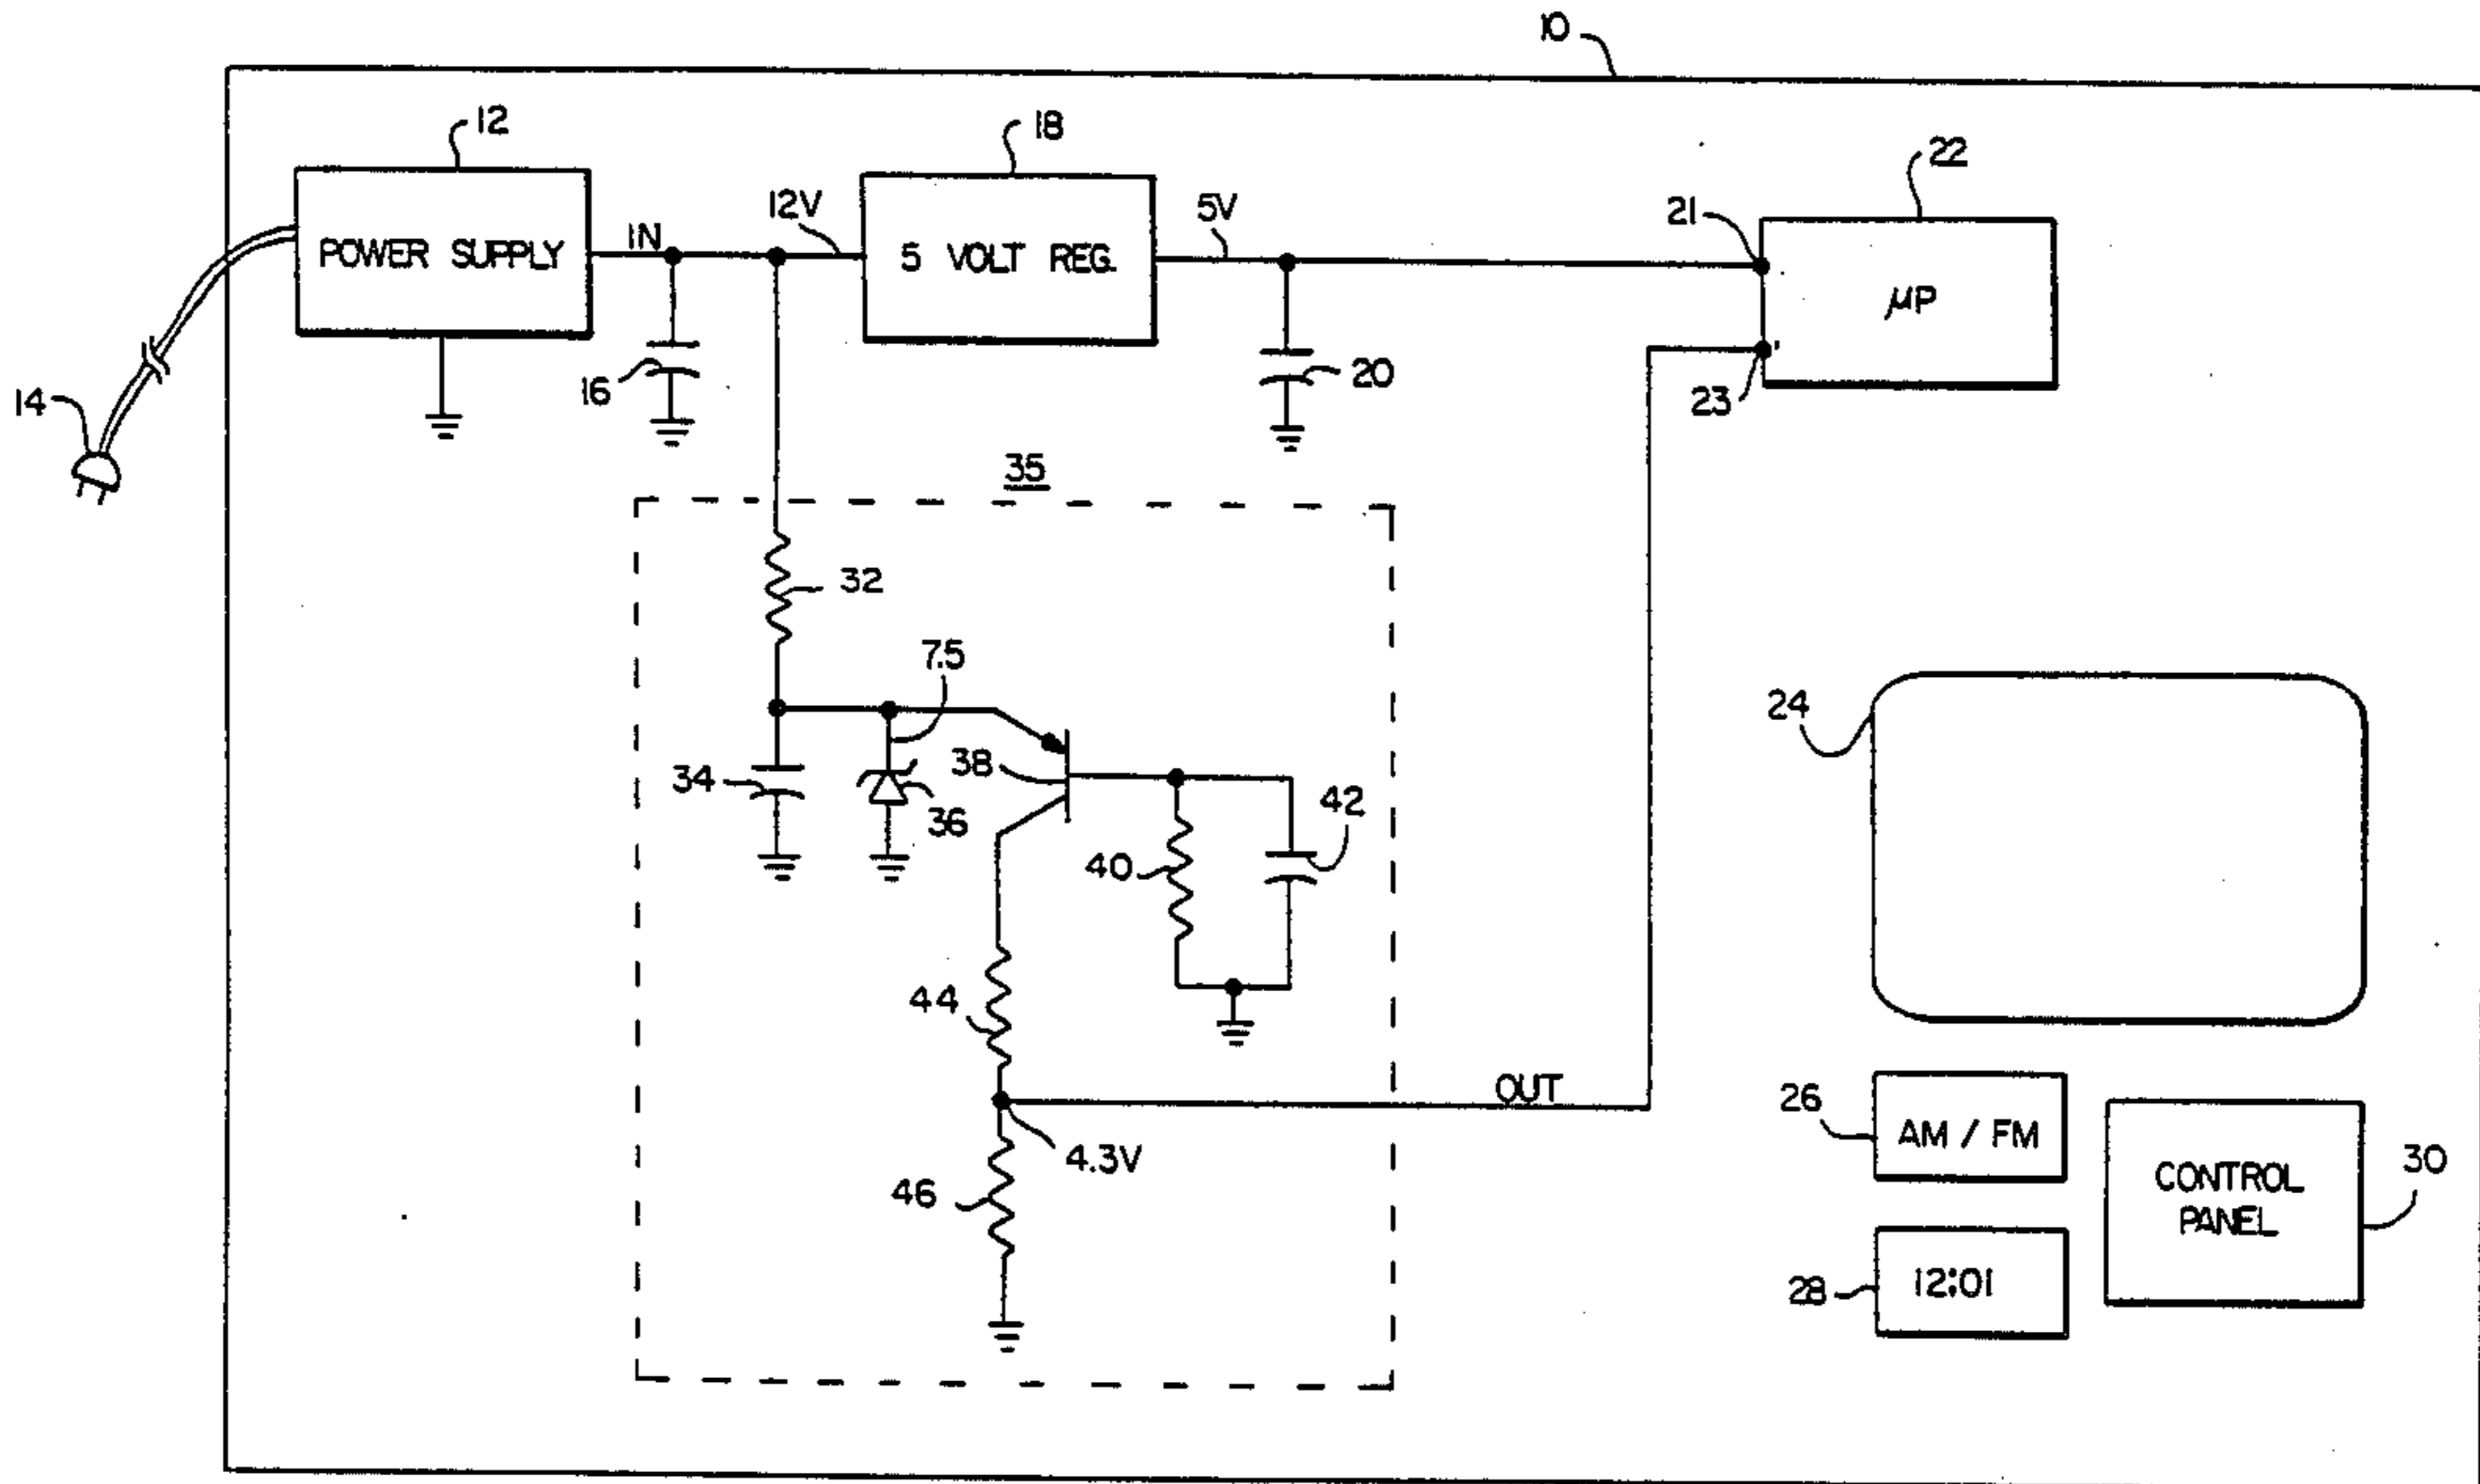 10
12
18
22
POWER SUPPLY
IN
12V
5 VOLT REG.
5V
21
μP
23
14
16
20
35
32
7.5
24
34
38
36
42
40
44
OUT
26
AM / FM
4.3V
46
CONTROL
PANEL
30
28
12:01